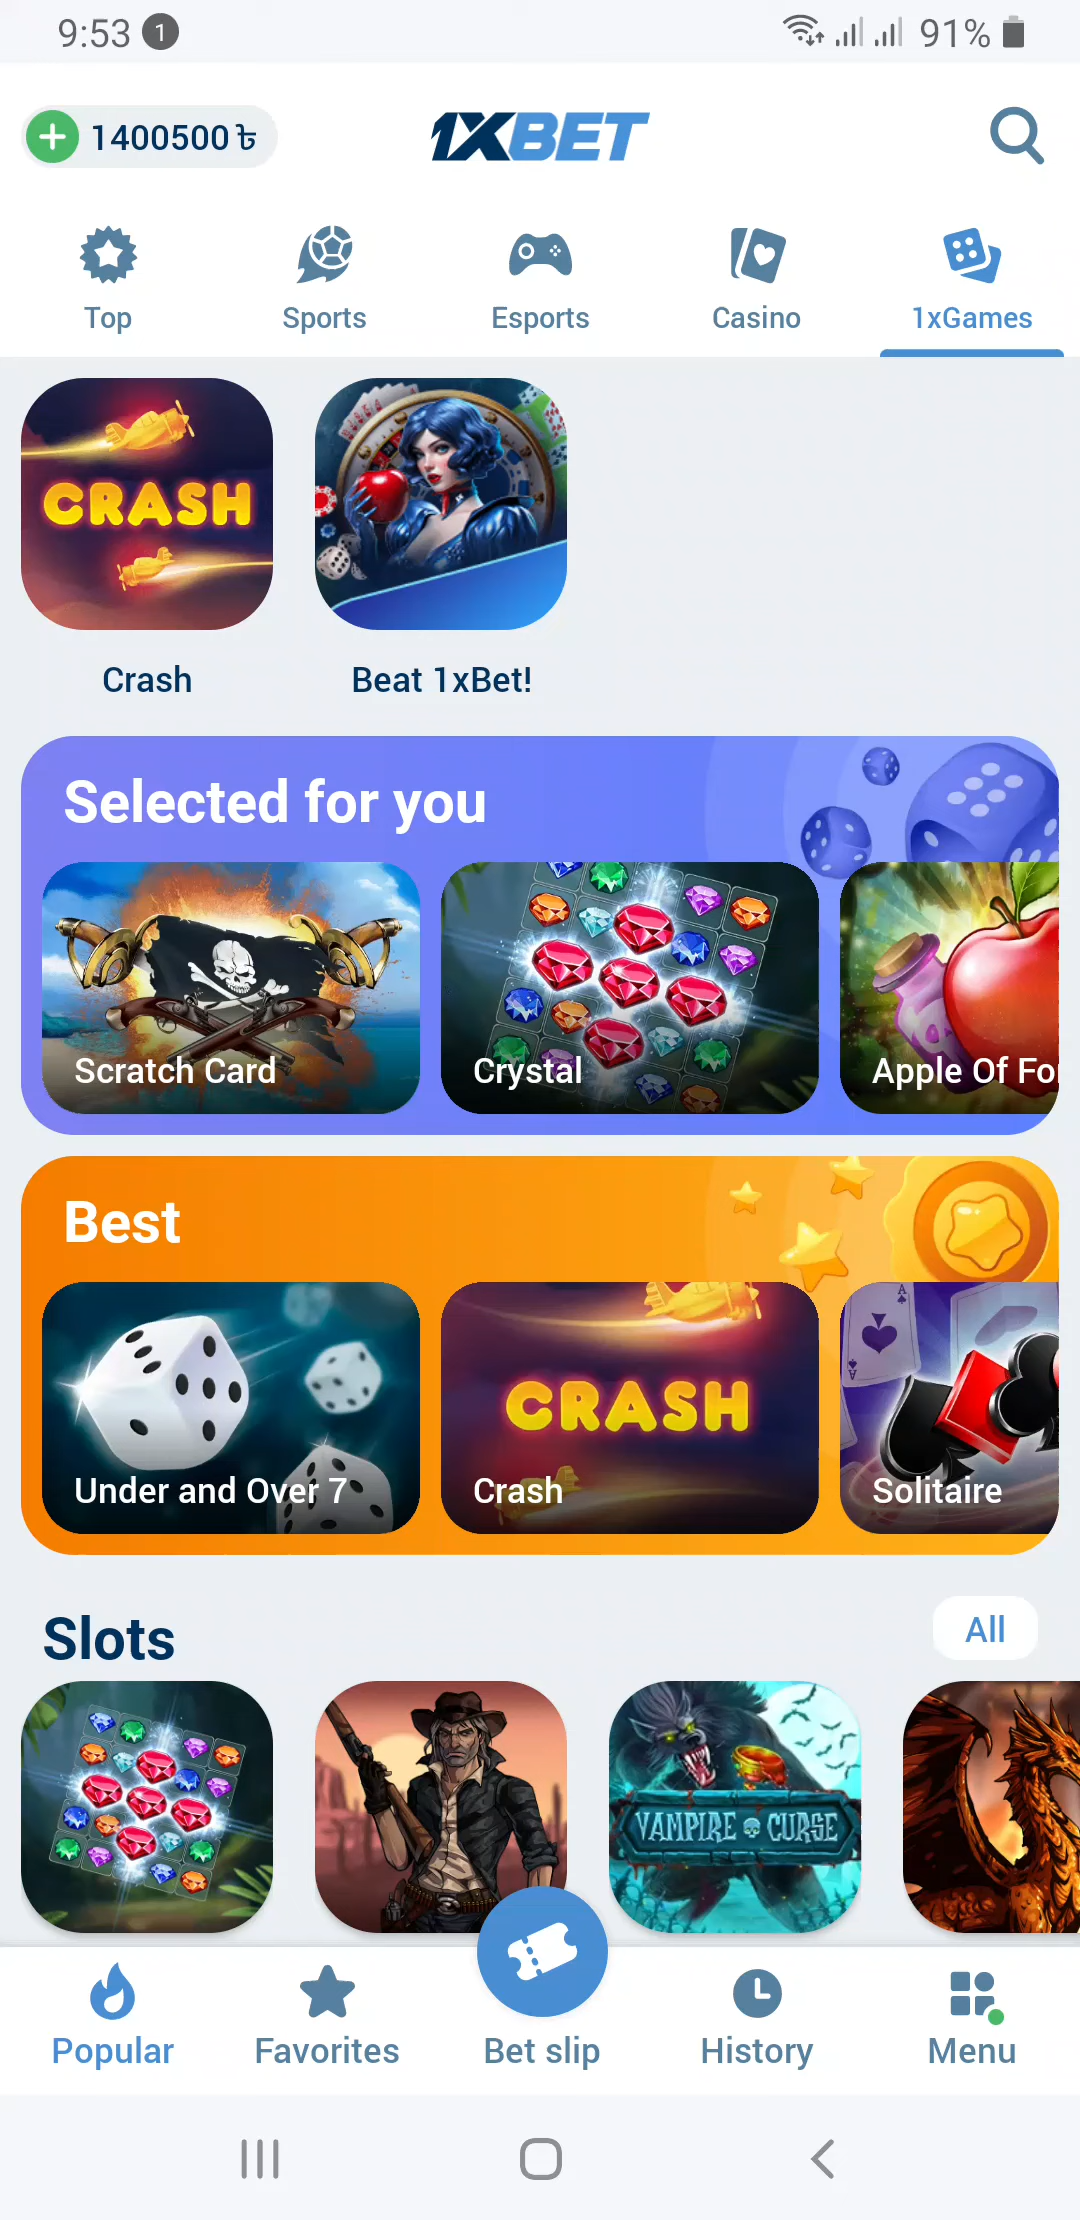 9:53 1 91%
1400500 ৳ 1XBET
Top Sports Esports Casino 1xGames
CRASH
Crash Beat 1xBet!
Selected for you
Scratch Card Crystal Apple Of For
Best
CRASH
Under and Over 7 Crash Solitaire
Slots All
VAMPIRE CURSE
Popular Favorites Bet slip History Menu